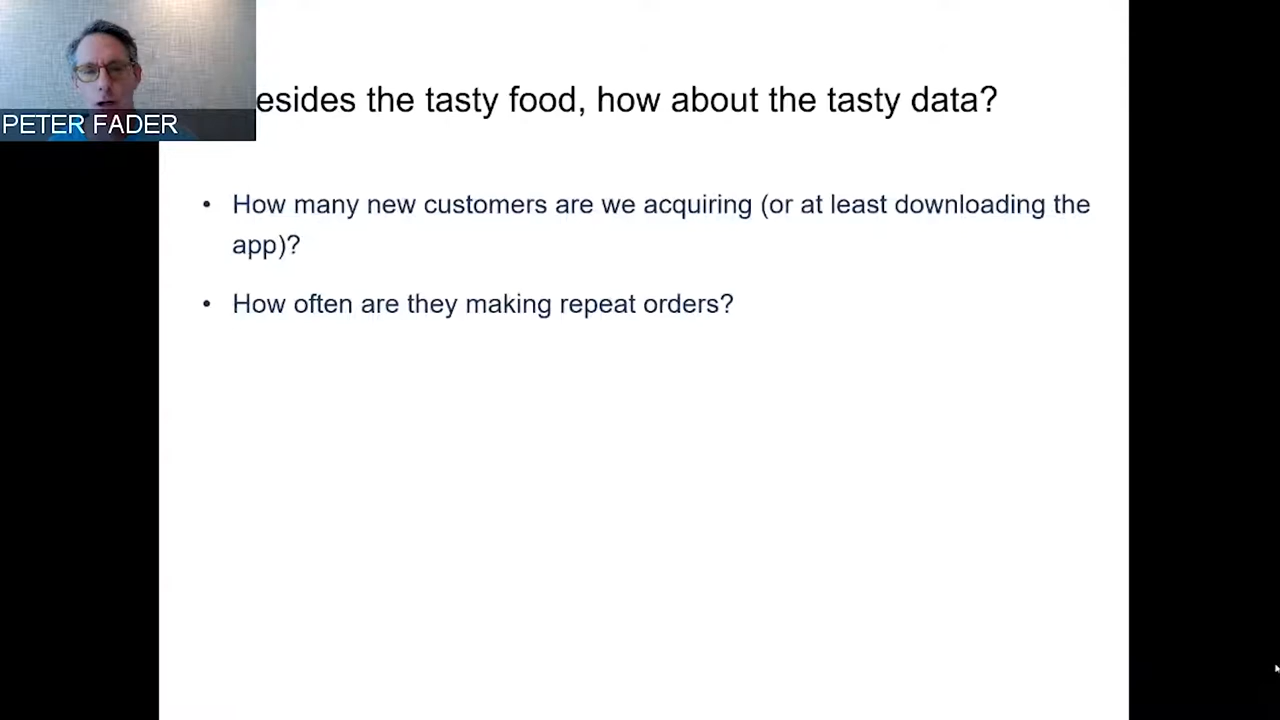 PETER FADER
esides the tasty food, how about the tasty data?
• How many new customers are we acquiring (or at least downloading the
app)?
• How often are they making repeat orders?